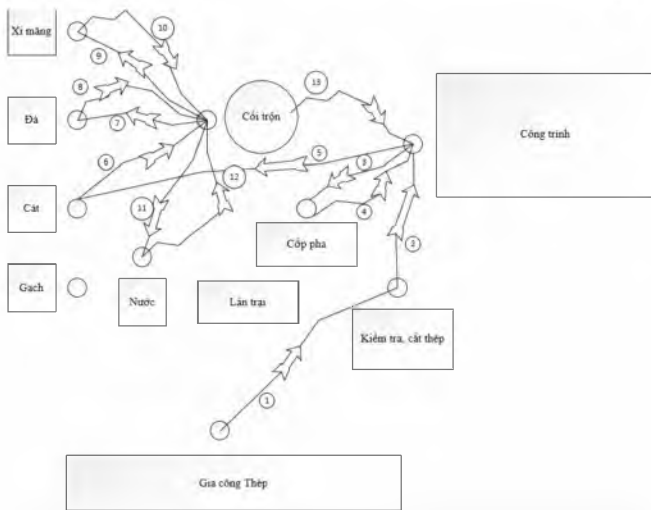 Xi măng
10
9
8
Đá
7
Cối trộn
13
Công trình
6
5
3
12
Cát
11
4
Cốp pha
2
Gạch
Nước
Lán trại
Kiểm tra, cắt thép
1
Gia công Thép